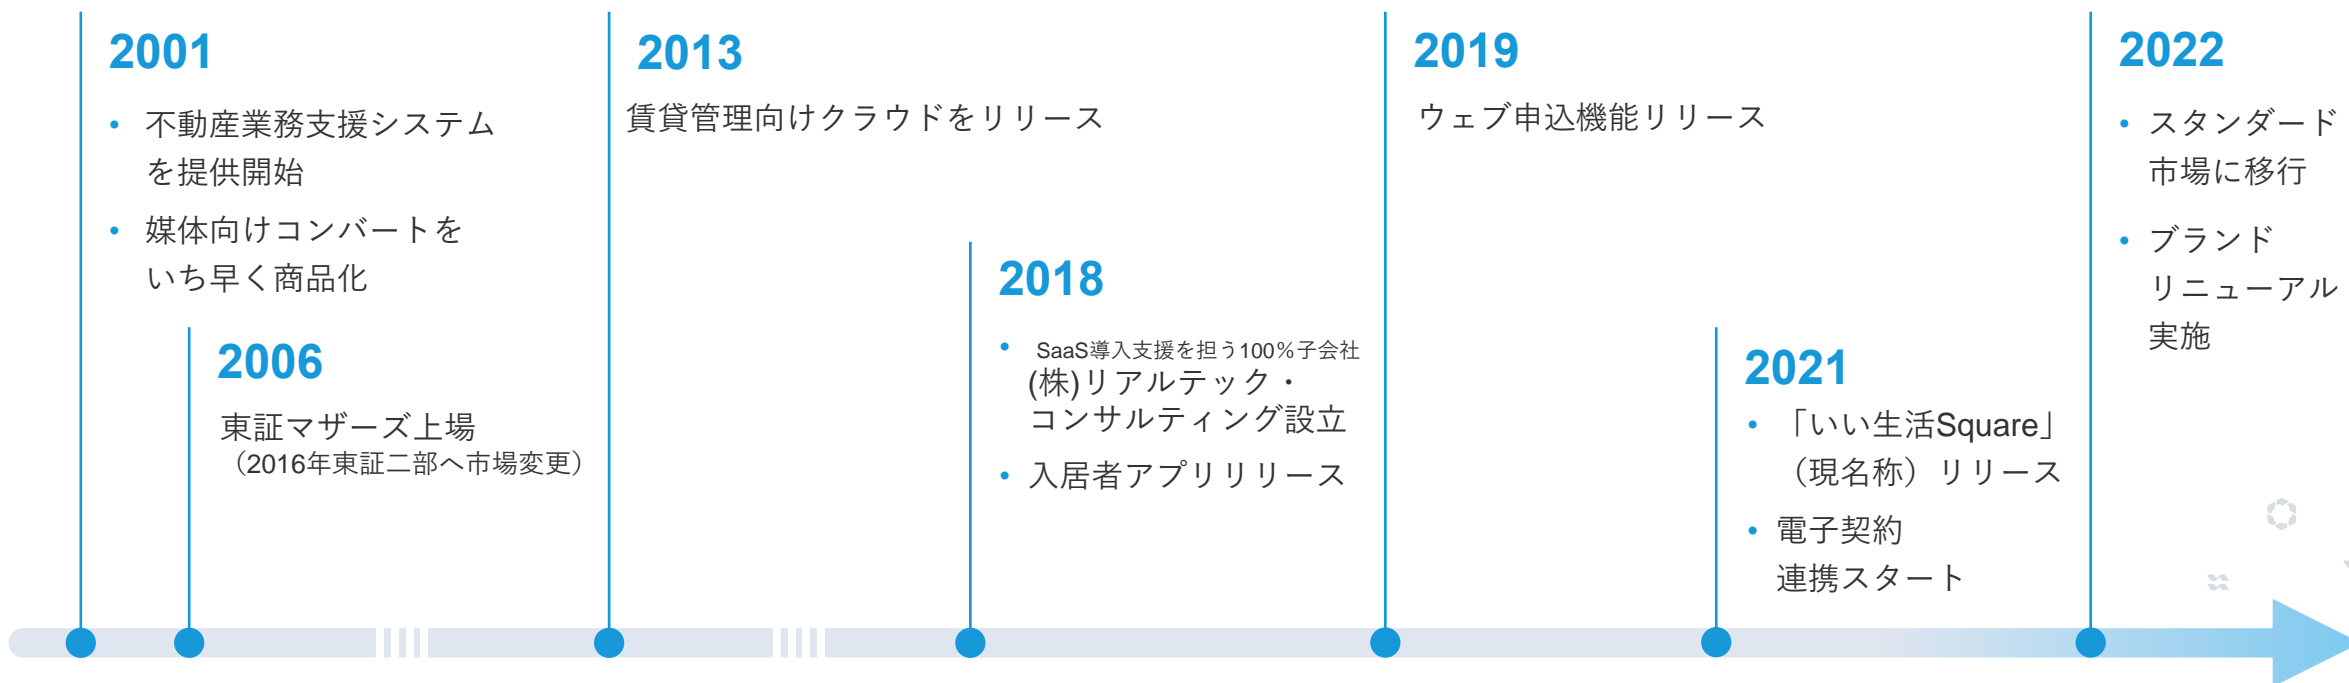 2001
• 不動産業務支援システム
を提供開始
• 媒体向けコンバートを
いち早く商品化
2006
東証マザーズ上場
（2016年東証二部へ市場変更）
2013
賃貸管理向けクラウドをリリース
2018
• SaaS導入支援を担う100％子会社
(株)リアルテック・
コンサルティング設立
• 入居者アプリリリース
2019
ウェブ申込機能リリース
2021
• 「いい生活Square」
（現名称）リリース
• 電子契約
連携スタート
2022
• スタンダード
市場に移行
• ブランド
リニューアル
実施